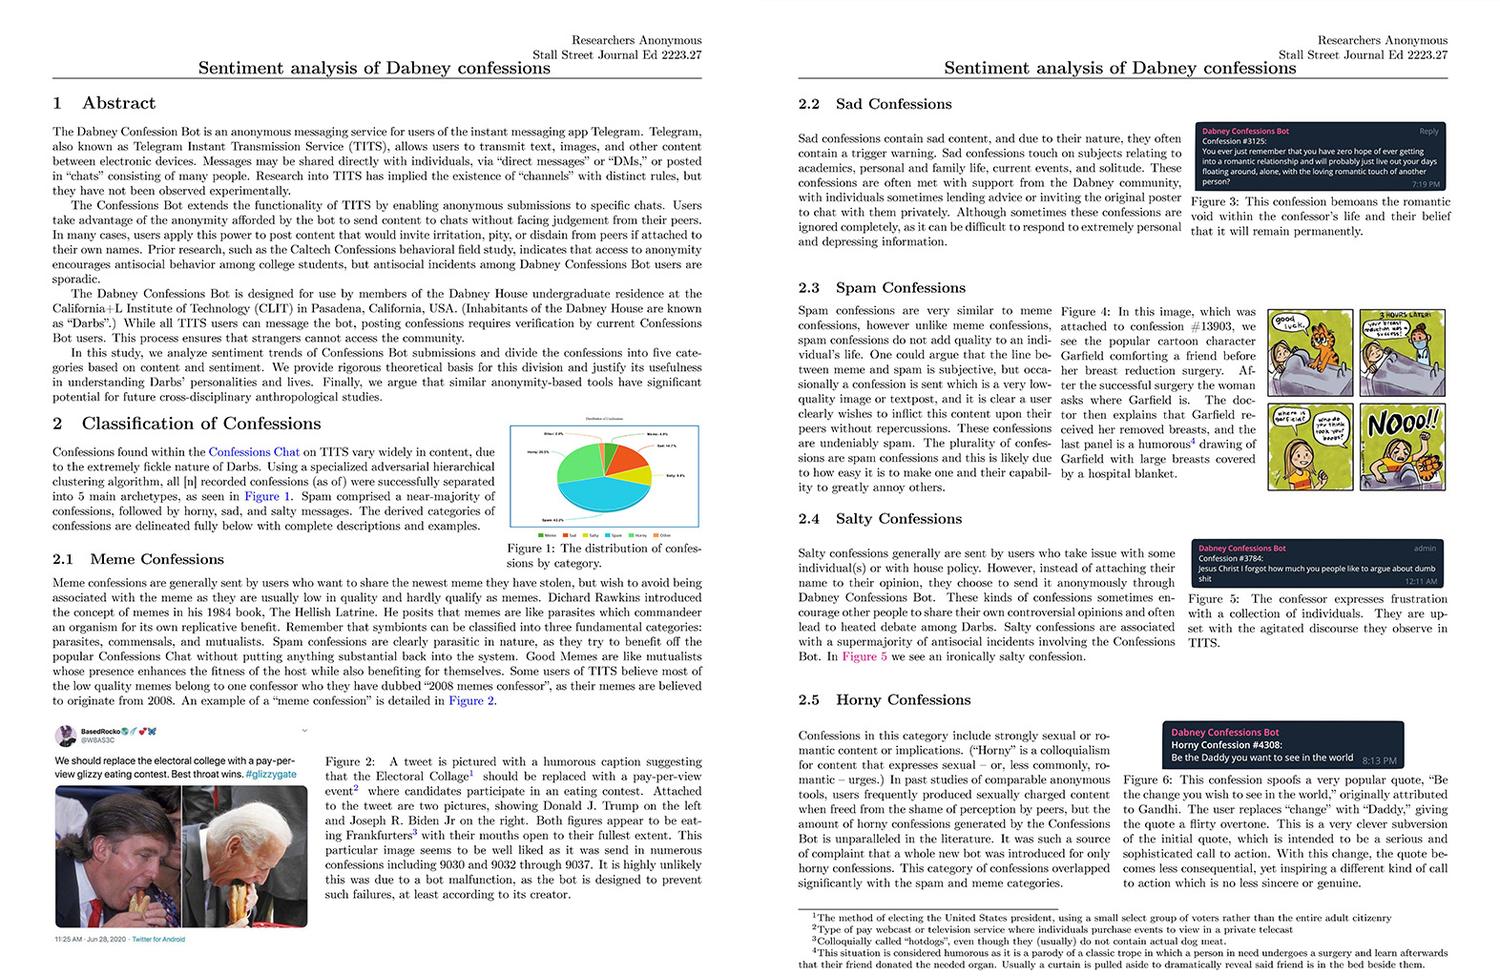 Researchers Anonymous
Stall Street Journal Ed 2223.27
Sentiment analysis of Dabney confessions
1 Abstract
The Dabney Confession Bot is an anonymous messaging service for users of the instant messaging app Telegram. Telegram,
also known as Telegram Instant Transmission Service (TITS), allows users to transmit text, images, and other content
between electronic devices. Messages may be shared directly with individuals, via “direct messages” or “DMs,” or posted
in “chats” consisting of many people. Research into TITS has implied the existence of “channels” with distinct rules, but
they have not been observed experimentally.
The Confessions Bot extends the functionality of TITS by enabling anonymous submissions to specific chats. Users
take advantage of the anonymity afforded by the bot to send content to chats without facing judgement from their peers.
In many cases, users apply this power to post content that would invite irritation, pity, or disdain from peers if attached to
their own names. Prior research, such as the Caltech Confessions behavioral field study, indicates that access to anonymity
encourages antisocial behavior among college students, but antisocial incidents among Dabney Confessions Bot users are
sporadic.
The Dabney Confessions Bot is designed for use by members of the Dabney House undergraduate residence at the
California+L Institute of Technology (CLIT) in Pasadena, California, USA. (Inhabitants of the Dabney House are known
as “Darbs”.) While all TITS users can message the bot, posting confessions requires verification by current Confessions
Bot users. This process ensures that strangers cannot access the community.
In this study, we analyze sentiment trends of Confessions Bot submissions and divide the confessions into five cate-
gories based on content and sentiment. We provide rigorous theoretical basis for this division and justify its usefulness
in understanding Darbs’ personalities and lives. Finally, we argue that similar anonymity-based tools have significant
potential for future cross-disciplinary anthropological studies.
2 Classification of Confessions
Confessions found within the Confessions Chat on TITS vary widely in content, due
to the extremely fickle nature of Darbs. Using a specialized adversarial hierarchical
clustering algorithm, all [n] recorded confessions (as of) were successfully separated
into 5 main archetypes, as seen in Figure 1. Spam comprised a near-majority of
confessions, followed by horny, sad, and salty messages. The derived categories of
confessions are delineated fully below with complete descriptions and examples.
Distribution of Confessions
Meme Sad Salty Spam Horny Other
Figure 1: The distribution of confes-
sions by category.
2.1 Meme Confessions
Meme confessions are generally sent by users who want to share the newest meme they have stolen, but wish to avoid being
associated with the meme as they are usually low in quality and hardly qualify as memes. Richard Rawkins introduced
the concept of memes in his 1984 book, The Hellish Latrine. He posits that memes are like parasites which commandeer
an organism for its own replicative benefit. Remember that symbionts can be classified into three fundamental categories:
parasites, commensals, and mutualists. Spam confessions are clearly parasitic in nature, as they try to benefit off the
popular Confessions Chat without putting anything substantial back into the system. Good Memes are like mutualists
whose presence enhances the fitness of the host while also benefiting for themselves. Some users of TITS believe most of
the low quality memes belong to one confessor who they have dubbed “2008 memes confessor”, as their memes are believed
to originate from 2008. An example of a “meme confession” is detailed in Figure 2.
BasedRocko
@W8AS3C
We should replace the electoral college with a pay-per-
view glizzy eating contest. Best throat wins. #glizzygate
11:25 AM · Jun 28, 2020 · Twitter for Android
Figure 2: A tweet is pictured with a humorous caption suggesting
that the Electoral Collage1 should be replaced with a pay-per-view
event2 where candidates participate in an eating contest. Attached
to the tweet are two pictures, showing Donald J. Trump on the left
and Joseph R. Biden Jr on the right. Both figures appear to be eat-
ing Frankfurters3 with their mouths open to their fullest extent. This
particular image seems to be well liked as it was send in numerous
confessions including 9030 and 9032 through 9037. It is highly unlikely
this was due to a bot malfunction, as the bot is designed to prevent
such failures, at least according to its creator.
Researchers Anonymous
Stall Street Journal Ed 2223.27
Sentiment analysis of Dabney confessions
2.2 Sad Confessions
Sad confessions contain sad content, and due to their nature, they often
contain a trigger warning. Sad confessions touch on subjects relating to
academics, personal and family life, current events, and solitude. These
confessions are often met with support from the Dabney community,
with individuals sometimes lending advice or inviting the original poster
to chat with them privately. Although sometimes these confessions are
ignored completely, as it can be difficult to respond to extremely personal
and depressing information.
Dabney Confessions Bot Reply
Confession #3125:
You ever just remember that you have zero hope of ever getting
into a romantic relationship and will probably just live out your days
floating around, alone, with the loving romantic touch of another
person? 7:19 PM
Figure 3: This confession bemoans the romantic
void within the confessor’s life and their belief
that it will remain permanently.
2.3 Spam Confessions
Spam confessions are very similar to meme
confessions, however unlike meme confessions,
spam confessions do not add quality to an indi-
vidual’s life. One could argue that the line be-
tween meme and spam is subjective, but occa-
sionally a confession is sent which is a very low-
quality image or textpost, and it is clear a user
clearly wishes to inflict this content upon their
peers without repercussions. These confessions
are undeniably spam. The plurality of confes-
sions are spam confessions and this is likely due
to how easy it is to make one and their capabil-
ity to greatly annoy others.
Figure 4: In this image, which was
attached to confession #13903, we
see the popular cartoon character
Garfield comforting a friend before
her breast reduction surgery. Af-
ter the successful surgery the woman
asks where Garfield is. The doc-
tor then explains that Garfield re-
ceived her removed breasts, and the
last panel is a humorous4 drawing of
Garfield with large breasts covered
by a hospital blanket.
good luck,
3 HOURS LATER!
your breast reduction was a success!
where is garfield?
who do you think took your boobs?
NOOO!!
2.4 Salty Confessions
Salty confessions generally are sent by users who take issue with some
individual(s) or with house policy. However, instead of attaching their
name to their opinion, they choose to send it anonymously through
Dabney Confessions Bot. These kinds of confessions sometimes en-
courage other people to share their own controversial opinions and often
lead to heated debate among Darbs. Salty confessions are associated
with a supermajority of antisocial incidents involving the Confessions
Bot. In Figure 5 we see an ironically salty confession.
Dabney Confessions Bot admin
Confession #3784:
Jesus Christ I forgot how much you people like to argue about dumb
shit 12:11 AM
Figure 5: The confessor expresses frustration
with a collection of individuals. They are up-
set with the agitated discourse they observe in
TITS.
2.5 Horny Confessions
Confessions in this category include strongly sexual or ro-
mantic content or implications. (“Horny” is a colloquialism
for content that expresses sexual – or, less commonly, ro-
mantic – urges.) In past studies of comparable anonymous
tools, users frequently produced sexually charged content
when freed from the shame of perception by peers, but the
amount of horny confessions generated by the Confessions
Bot is unparalleled in the literature. It was such a source
of complaint that a whole new bot was introduced for only
horny confessions. This category of confessions overlapped
significantly with the spam and meme categories.
Dabney Confessions Bot
Horny Confession #4308:
Be the Daddy you want to see in the world 8:13 PM
Figure 6: This confession spoofs a very popular quote, “Be
the change you wish to see in the world,” originally attributed
to Gandhi. The user replaces “change” with “Daddy,” giving
the quote a flirty overtone. This is a very clever subversion
of the initial quote, which is intended to be a serious and
sophisticated call to action. With this change, the quote be-
comes less consequential, yet inspiring a different kind of call
to action which is no less sincere or genuine.
1The method of electing the United States president, using a small select group of voters rather than the entire adult citizenry
2Type of pay webcast or television service where individuals purchase events to view in a private telecast
3Colloquially called “hotdogs”, even though they (usually) do not contain actual dog meat.
4This situation is considered humorous as it is a parody of a classic trope in which a person in need undergoes a surgery and learn afterwards
that their friend donated the needed organ. Usually a curtain is pulled aside to dramatically reveal said friend is in the bed beside them.